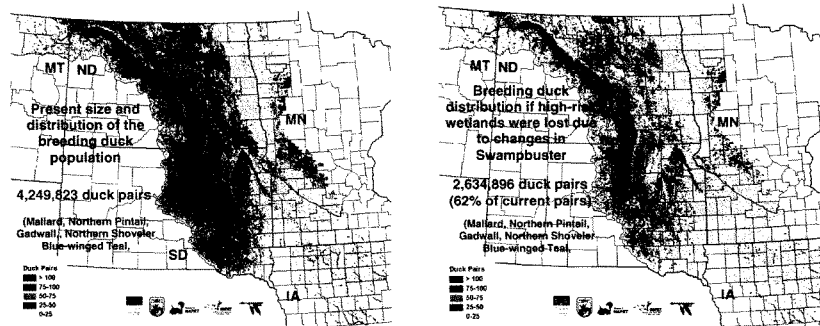 MT ND
Present size and
distribution of the
breeding duck
population
MN
4,249,823 duck pairs
(Mallard, Northern Pintail,
Gadwall, Northern Shoveler
Blue-winged Teal,
SD
Duck Pairs
> 100
75-100
50-75
25-50
0-25
IA
MT ND
Breeding duck
distribution if high-risk
wetlands were lost due
to changes in
Swampbuster
MN
2,634,896 duck pairs
(62% of current pairs)
(Mallard, Northern Pintail,
Gadwall, Northern Shoveler
Blue-winged Teal,
Duck Pairs
> 100
75-100
50-75
25-50
0-25
IA